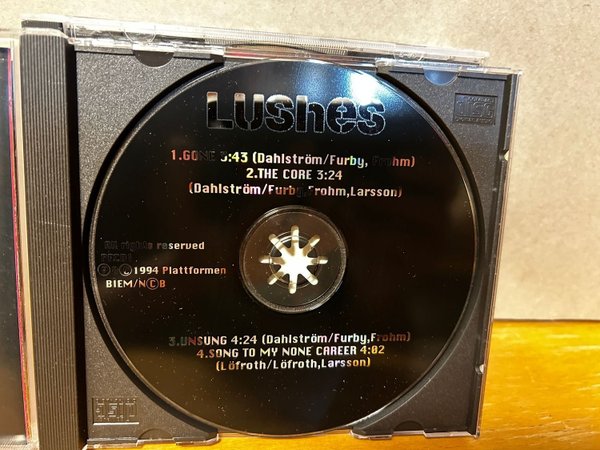 Lushes
1.GONE 3:43 (Dahlström/Furby, Frohm)
2.THE CORE 3:24
(Dahlström/Furby,Frohm,Larsson)
All rights reserved
1994 Plattformen
BIEM/NⒸB
3.UNSUNG 4:24 (Dahlström/Furby,Frohm)
4.SONG TO MY NONE CAREER 4:02
(Löfroth/Löfroth,Larsson)